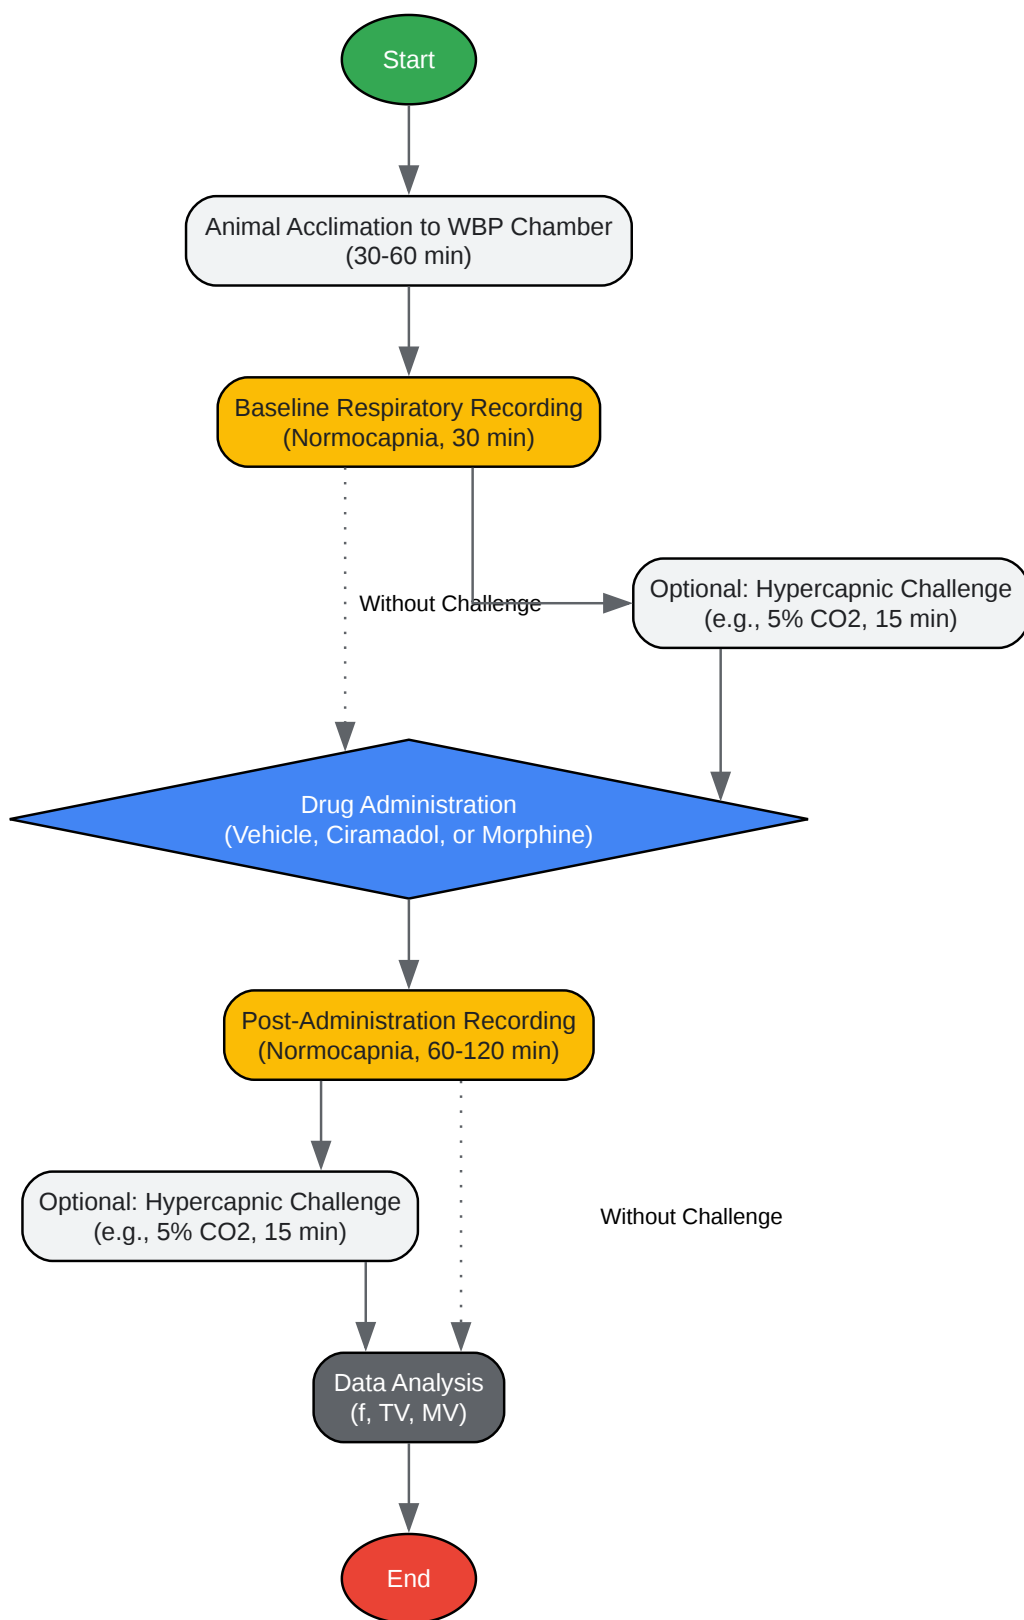 Start
Animal Acclimation to WBP Chamber
(30-60 min)
Baseline Respiratory Recording
(Normocapnia, 30 min)
Without Challenge
Optional: Hypercapnic Challenge
(e.g., 5% CO2, 15 min)
Drug Administration
(Vehicle, Ciramadol, or Morphine)
Post-Administration Recording
(Normocapnia, 60-120 min)
Optional: Hypercapnic Challenge
(e.g., 5% CO2, 15 min)
Without Challenge
Data Analysis
(f, TV, MV)
End